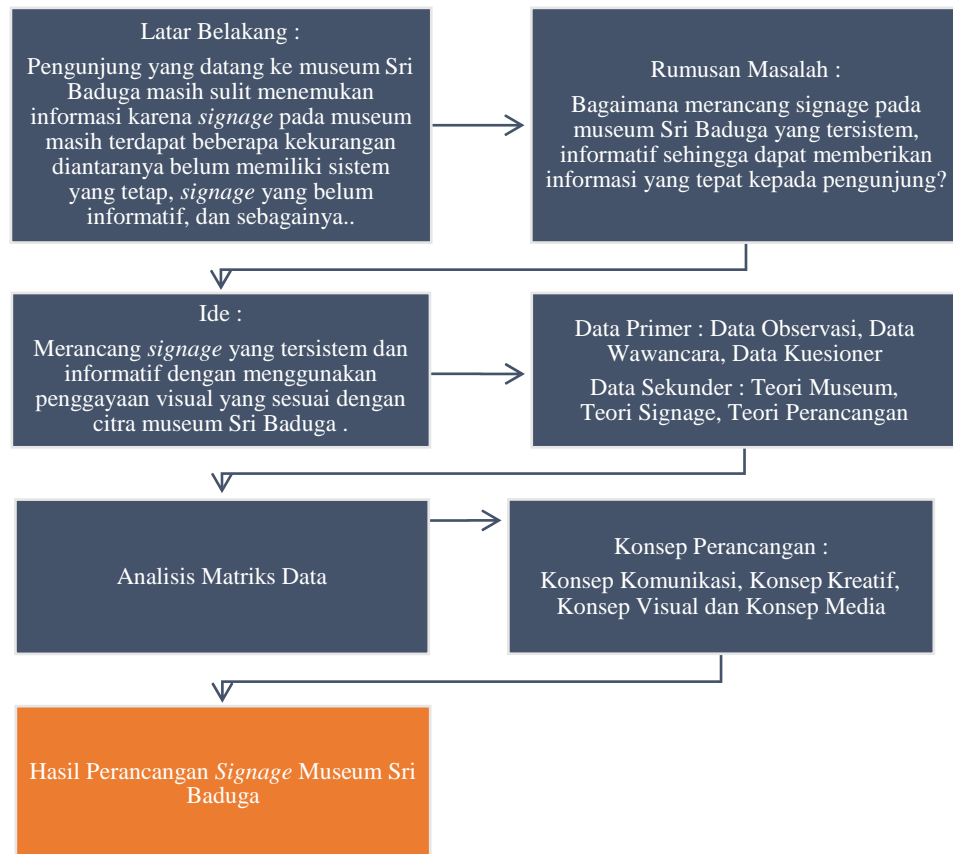 Latar Belakang :
Pengunjung yang datang ke museum Sri
Baduga masih sulit menemukan
informasi karena signage pada museum
masih terdapat beberapa kekurangan
diantaranya belum memiliki sistem
yang tetap, signage yang belum
informatif, dan sebagainya..
Rumusan Masalah :
Bagaimana merancang signage pada
museum Sri Baduga yang tersistem,
informatif sehingga dapat memberikan
informasi yang tepat kepada pengunjung?
Ide :
Merancang signage yang tersistem dan
informatif dengan menggunakan
penggayaan visual yang sesuai dengan
citra museum Sri Baduga .
Data Primer : Data Observasi, Data
Wawancara, Data Kuesioner
Data Sekunder : Teori Museum,
Teori Signage, Teori Perancangan
Analisis Matriks Data
Konsep Perancangan :
Konsep Komunikasi, Konsep Kreatif,
Konsep Visual dan Konsep Media
Hasil Perancangan Signage Museum Sri
Baduga